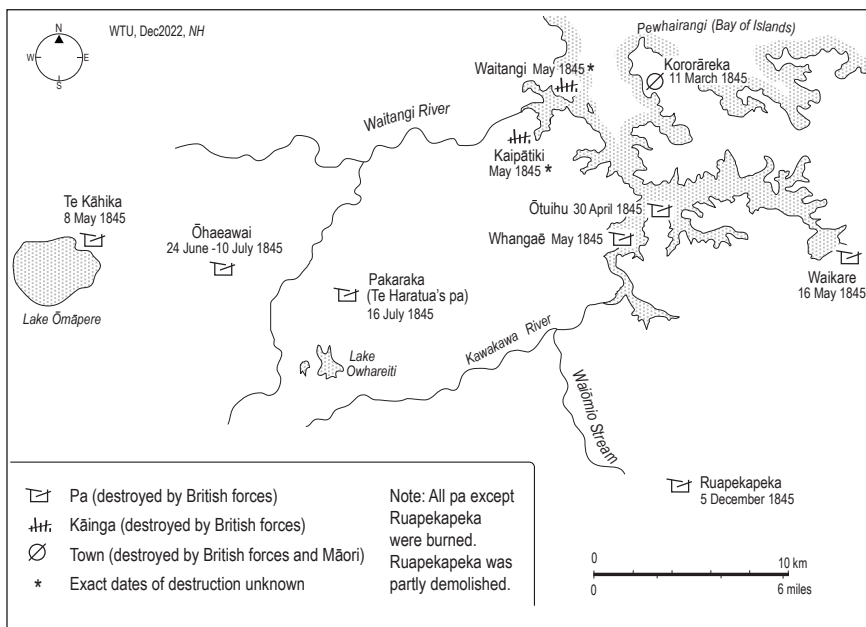 N
W
E
S
WTU, Dec2022, NH
Pewhairangi (Bay of Islands)
Waitangi May 1845 *
Kororāreka
11 March 1845
Waitangi River
Kaipātiki
May 1845 *
Te Kāhika
8 May 1845
Ōhaeawai
24 June -10 July 1845
Ōtuihu 30 April 1845
Whangaē May 1845
Waikare
16 May 1845
Pakaraka
(Te Haratua's pa)
16 July 1845
Lake Ōmāpere
Lake
Owhareiti
Kawakawa River
Waiōmio Stream
Ruapekapeka
5 December 1845
Pa (destroyed by British forces)
Kāinga (destroyed by British forces)
Town (destroyed by British forces and Māori)
* Exact dates of destruction unknown
Note: All pa except
Ruapekapeka
were burned.
Ruapekapeka was
partly demolished.
0 10 km
0 6 miles